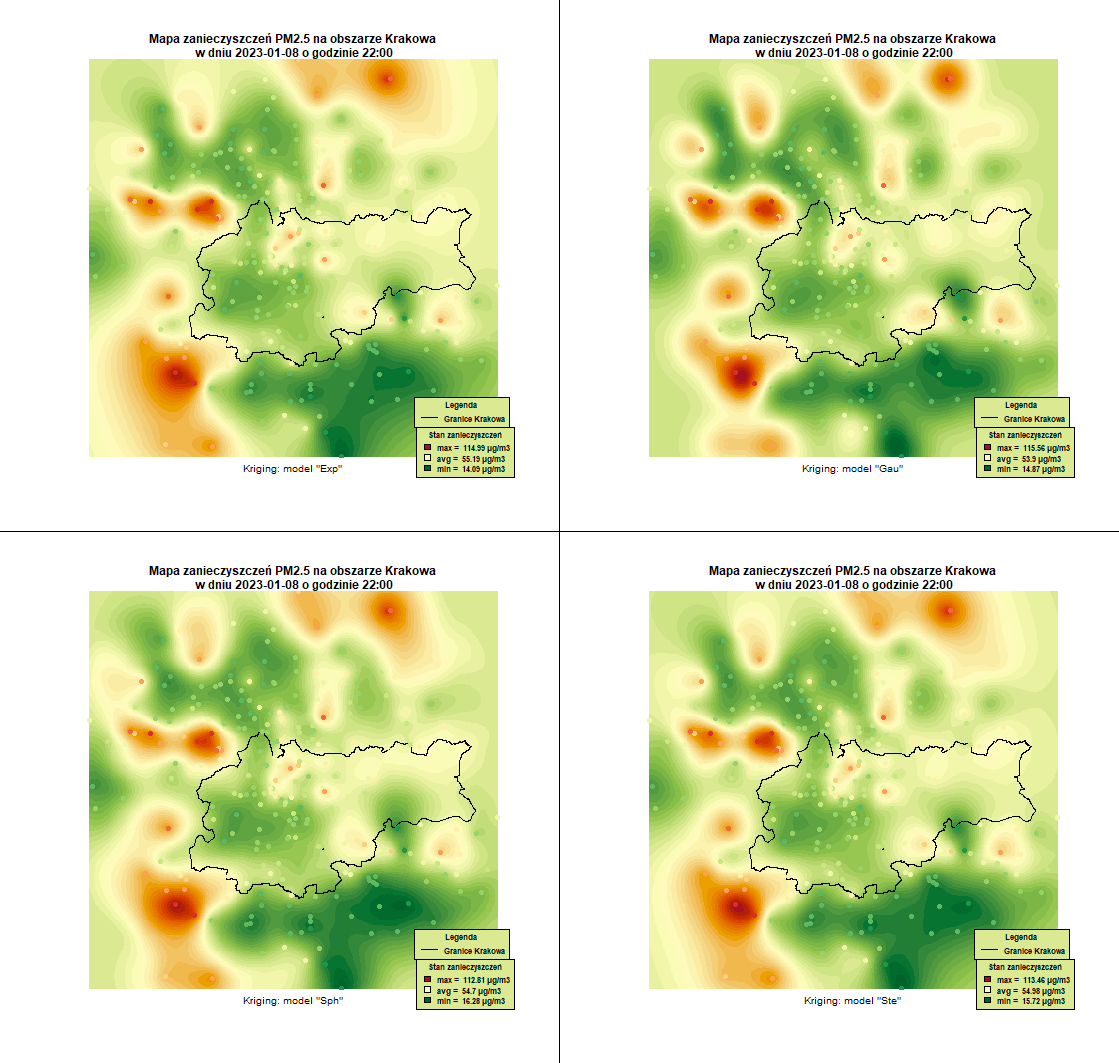 Mapa zanieczyszczeń PM2.5 na obszarze Krakowa
w dniu 2023-01-08 o godzinie 22:00
Legenda
Granice Krakowa
Stan zanieczyszczeń
max = 114.99 µg/m3
avg = 55.19 µg/m3
min = 14.09 µg/m3
Kriging: model "Exp"
Mapa zanieczyszczeń PM2.5 na obszarze Krakowa
w dniu 2023-01-08 o godzinie 22:00
Legenda
Granice Krakowa
Stan zanieczyszczeń
max = 115.56 µg/m3
avg = 53.9 µg/m3
min = 14.87 µg/m3
Kriging: model "Gau"
Mapa zanieczyszczeń PM2.5 na obszarze Krakowa
w dniu 2023-01-08 o godzinie 22:00
Legenda
Granice Krakowa
Stan zanieczyszczeń
max = 112.81 µg/m3
avg = 54.7 µg/m3
min = 16.28 µg/m3
Kriging: model "Sph"
Mapa zanieczyszczeń PM2.5 na obszarze Krakowa
w dniu 2023-01-08 o godzinie 22:00
Legenda
Granice Krakowa
Stan zanieczyszczeń
max = 113.46 µg/m3
avg = 54.98 µg/m3
min = 15.72 µg/m3
Kriging: model "Ste"